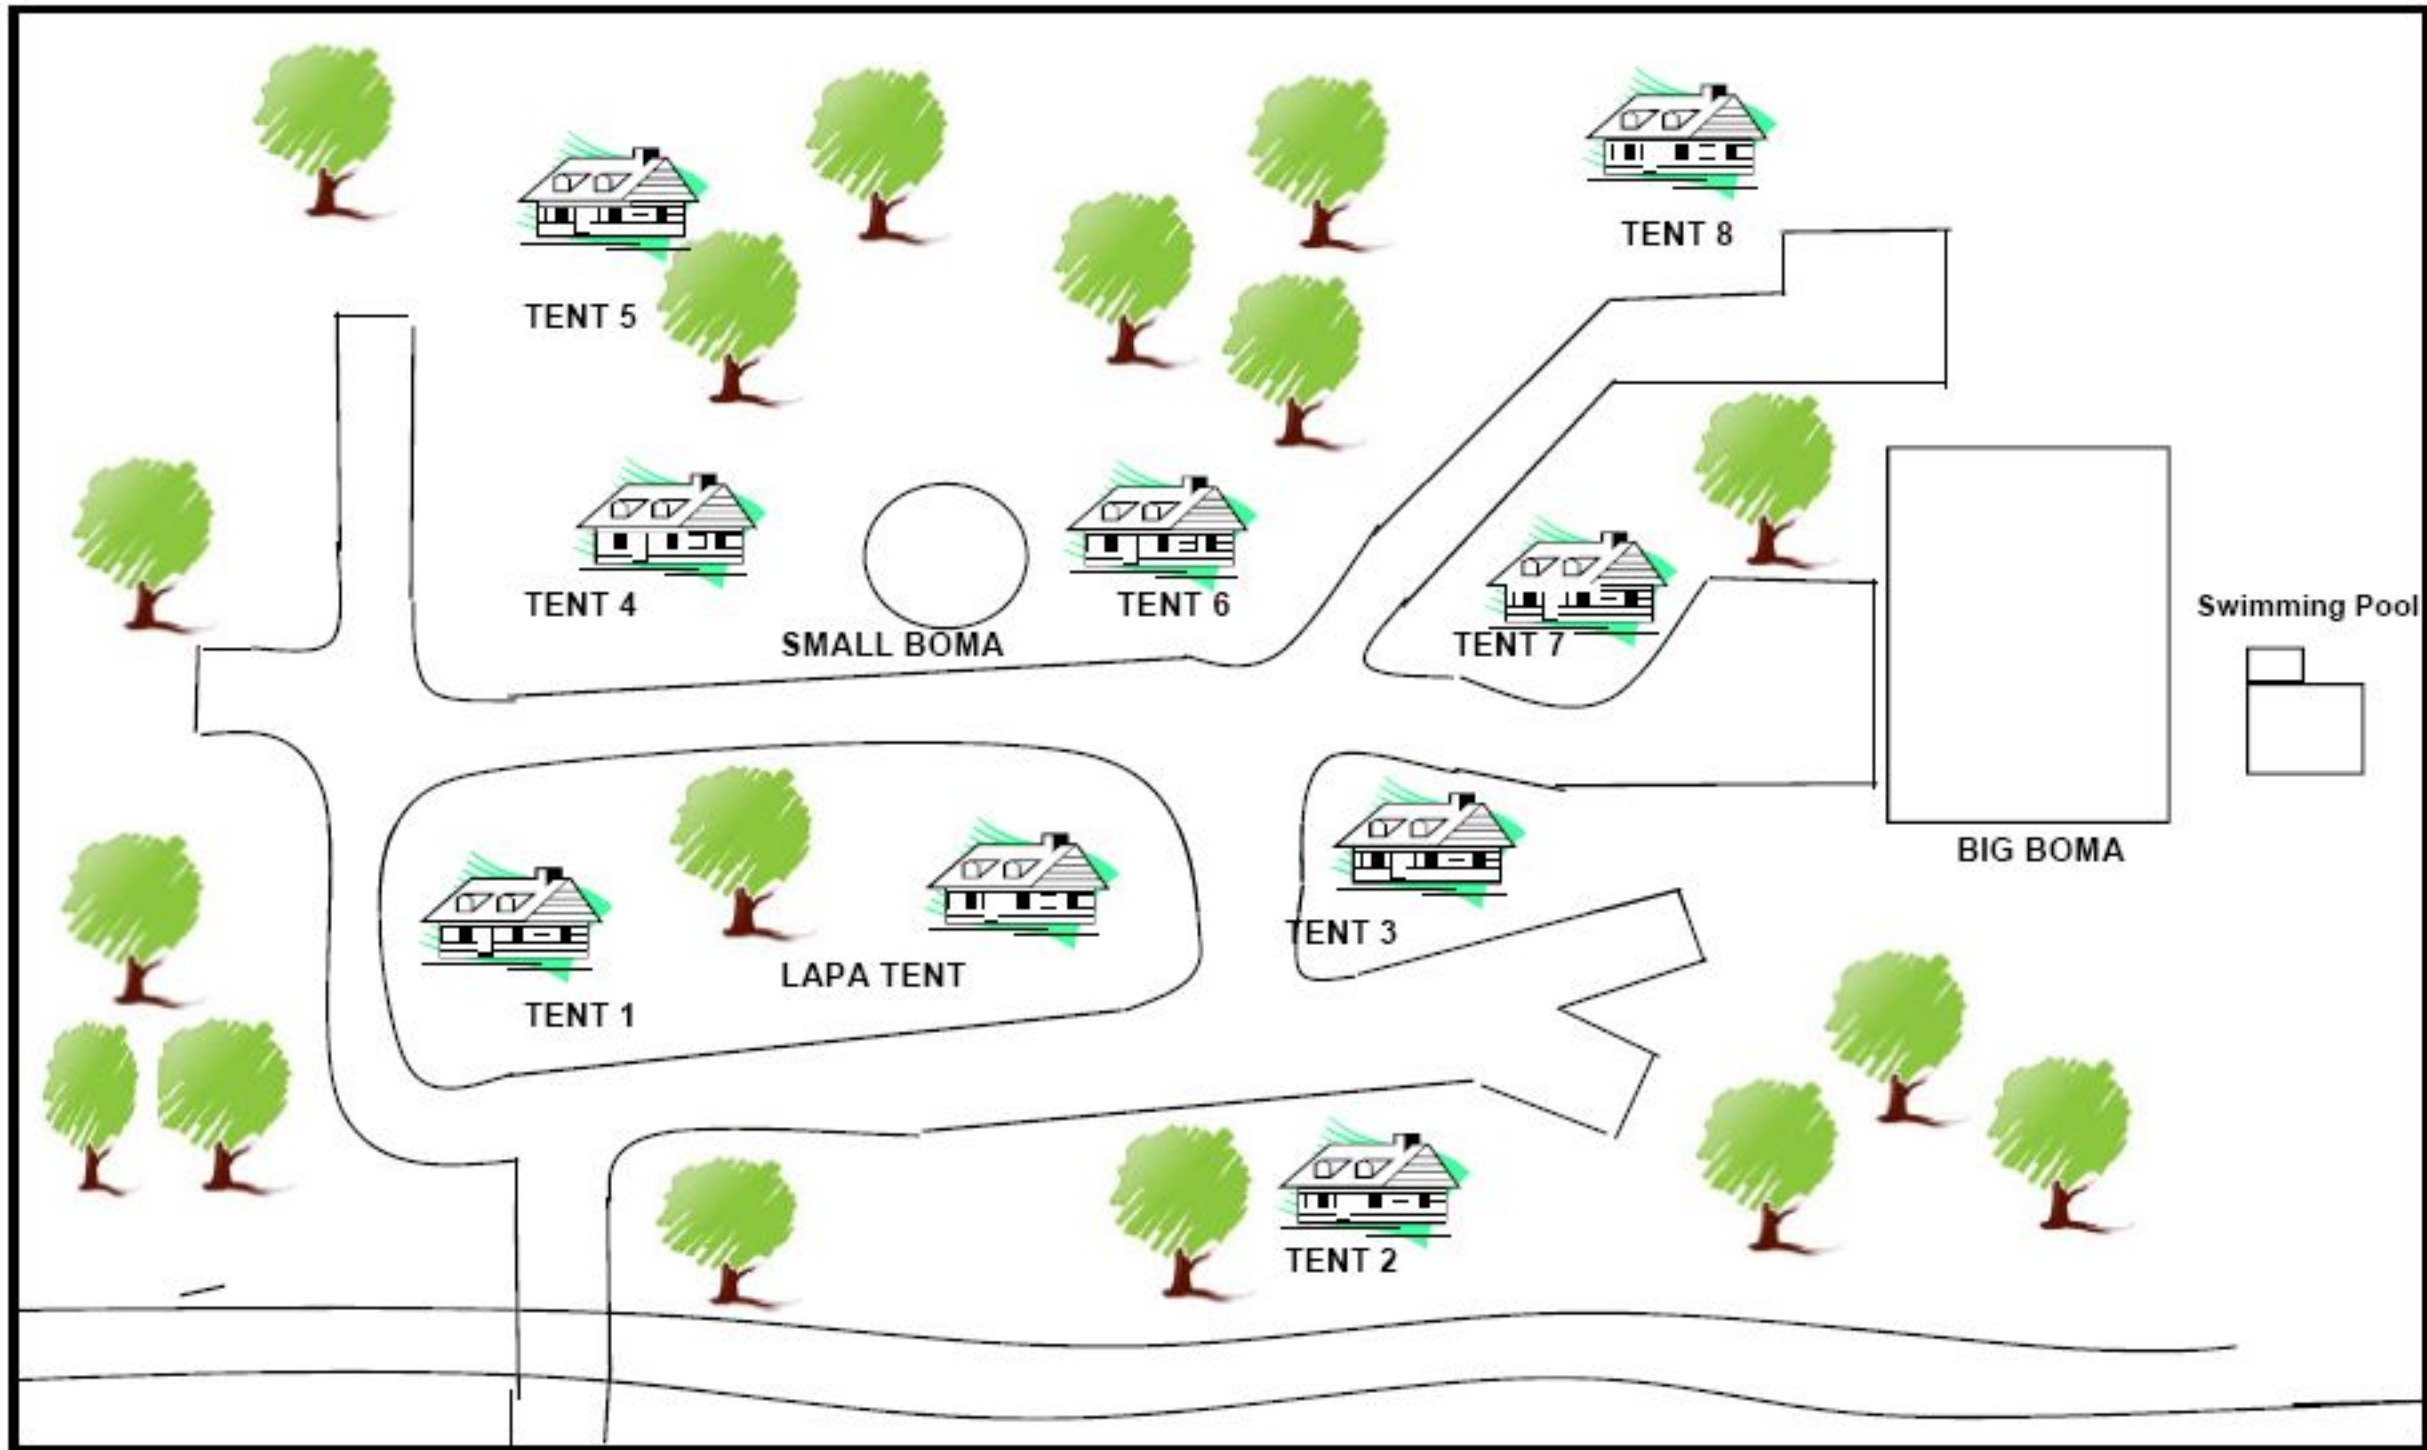 TENT 8
TENT 5
TENT 4
TENT 6
SMALL BOMA
TENT 7
Swimming Pool
BIG BOMA
TENT 3
LAPA TENT
TENT 1
TENT 2